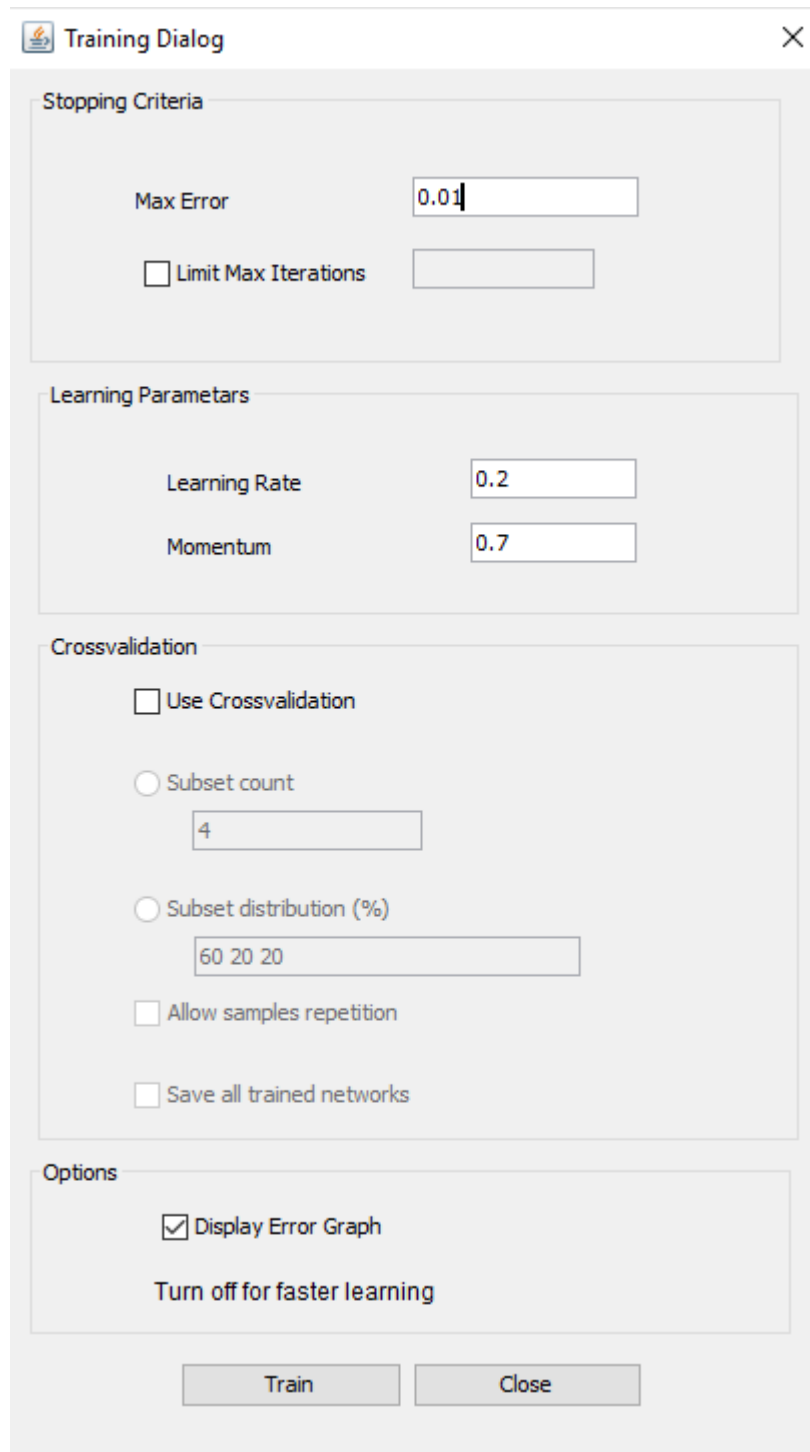 Training Dialog
Stopping Criteria
Max Error 0.01
Limit Max Iterations
Learning Parametars
Learning Rate 0.2
Momentum 0.7
Crossvalidation
Use Crossvalidation
Subset count
4
Subset distribution (%)
60 20 20
Allow samples repetition
Save all trained networks
Options
Display Error Graph
Turn off for faster learning
Train Close